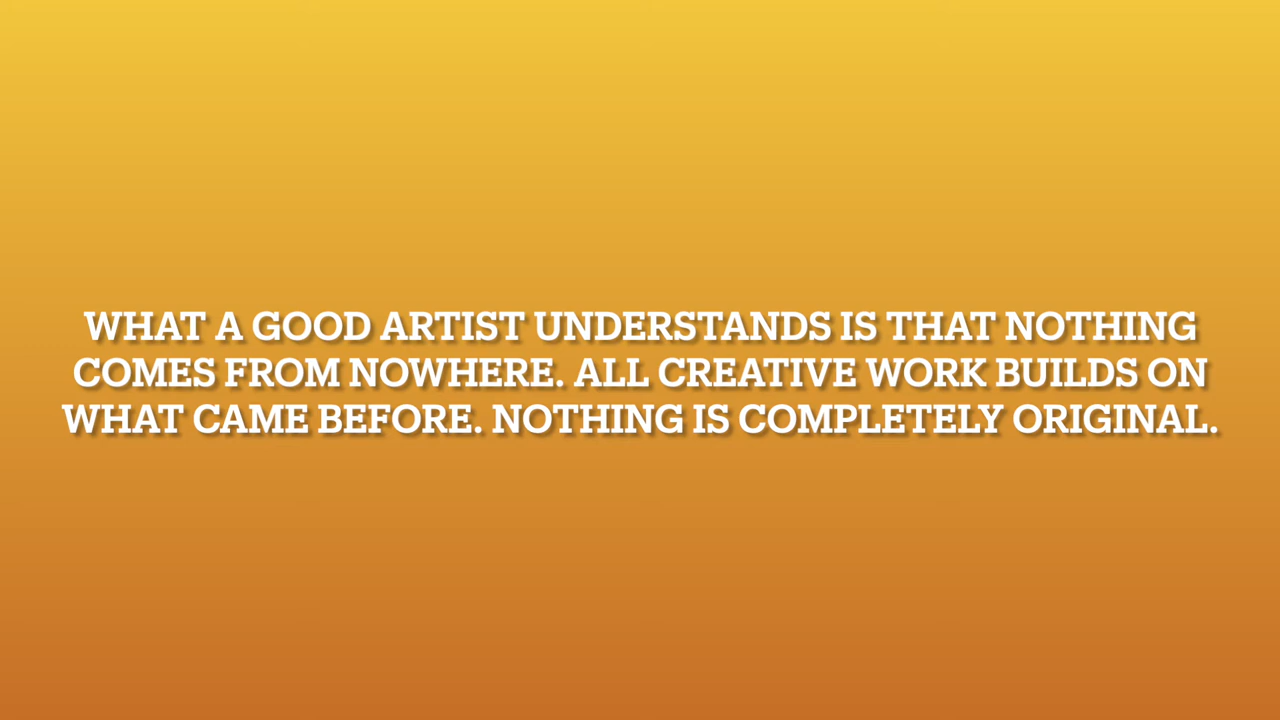 WHAT A GOOD ARTIST UNDERSTANDS IS THAT NOTHING
COMES FROM NOWHERE. ALL CREATIVE WORK BUILDS ON
WHAT CAME BEFORE. NOTHING IS COMPLETELY ORIGINAL.